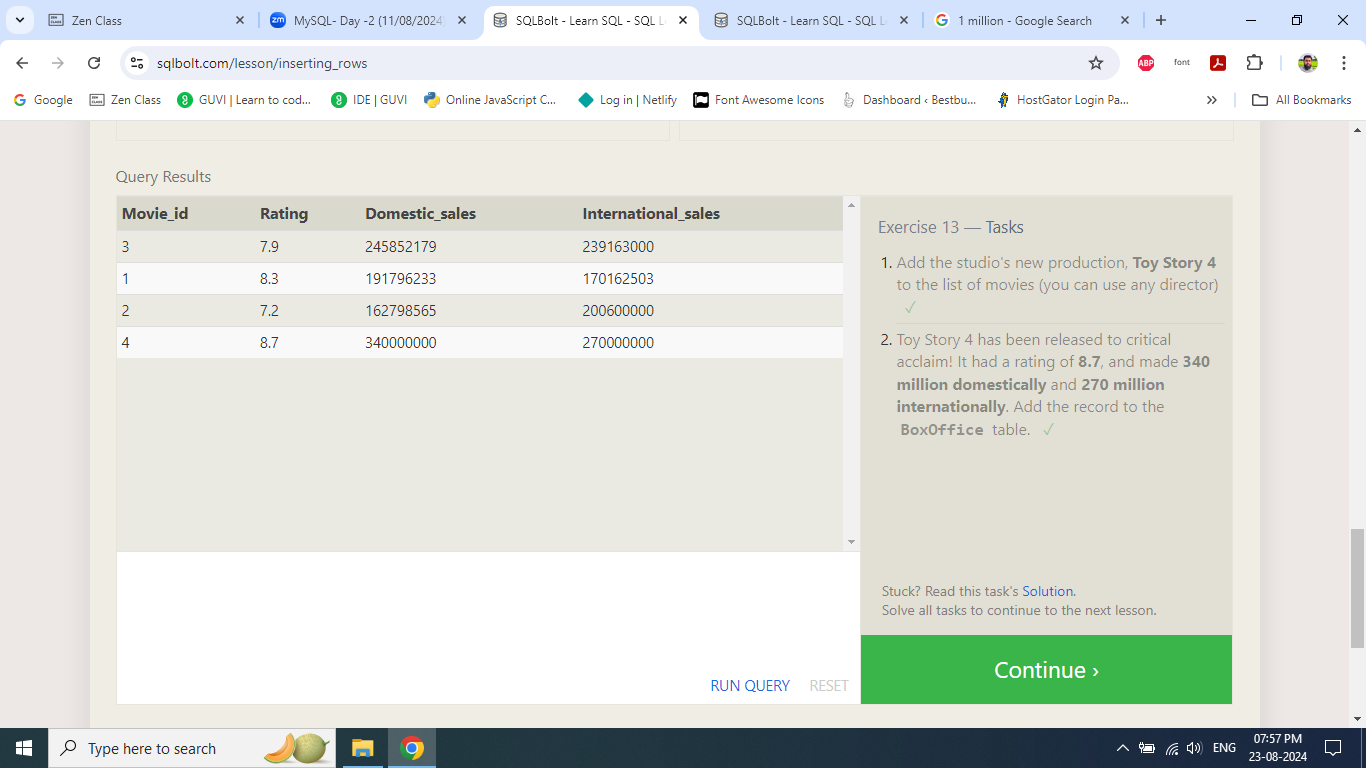 Zen Class
MySQL- Day -2 (11/08/2024)
SQLBolt - Learn SQL - SQL Le
SQLBolt - Learn SQL - SQL Le
1 million - Google Search
sqlbolt.com/lesson/inserting_rows
ABP
font
Google
Zen Class
GUVI | Learn to cod...
IDE | GUVI
Online JavaScript C...
Log in | Netlify
Font Awesome Icons
Dashboard ‹ Bestbu...
HostGator Login Pa...
»
All Bookmarks
Query Results
Movie_id Rating Domestic_sales International_sales
3 7.9 245852179 239163000
1 8.3 191796233 170162503
2 7.2 162798565 200600000
4 8.7 340000000 270000000
Exercise 13 — Tasks
1. Add the studio's new production, Toy Story 4
to the list of movies (you can use any director)
✓
2. Toy Story 4 has been released to critical
acclaim! It had a rating of 8.7, and made 340
million domestically and 270 million
internationally. Add the record to the
BoxOffice table. ✓
Stuck? Read this task's Solution.
Solve all tasks to continue to the next lesson.
RUN QUERY RESET
Continue ›
Type here to search
ENG
07:57 PM
23-08-2024